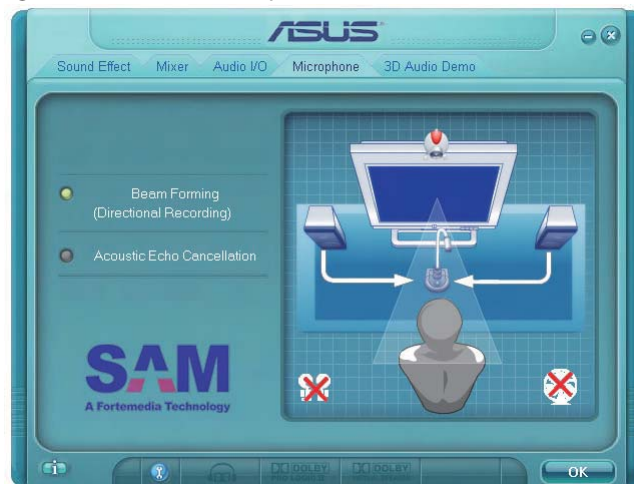 ASUS
Sound Effect Mixer Audio I/O Microphone 3D Audio Demo
Beam Forming
(Directional Recording)
Acoustic Echo Cancellation
SAM
A Fortemedia Technology
DOLBY DOLBY
OK